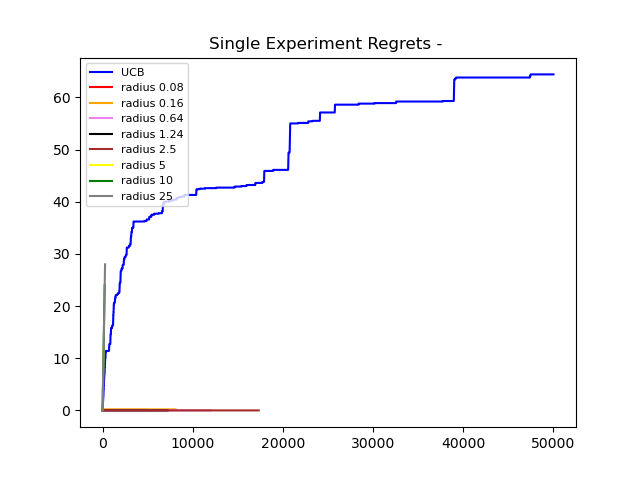 Single Experiment Regrets -
UCB
radius 0.08
radius 0.16
radius 0.64
radius 1.24
radius 2.5
radius 5
radius 10
radius 25
60
50
40
30
20
10
0
0 10000 20000 30000 40000 50000